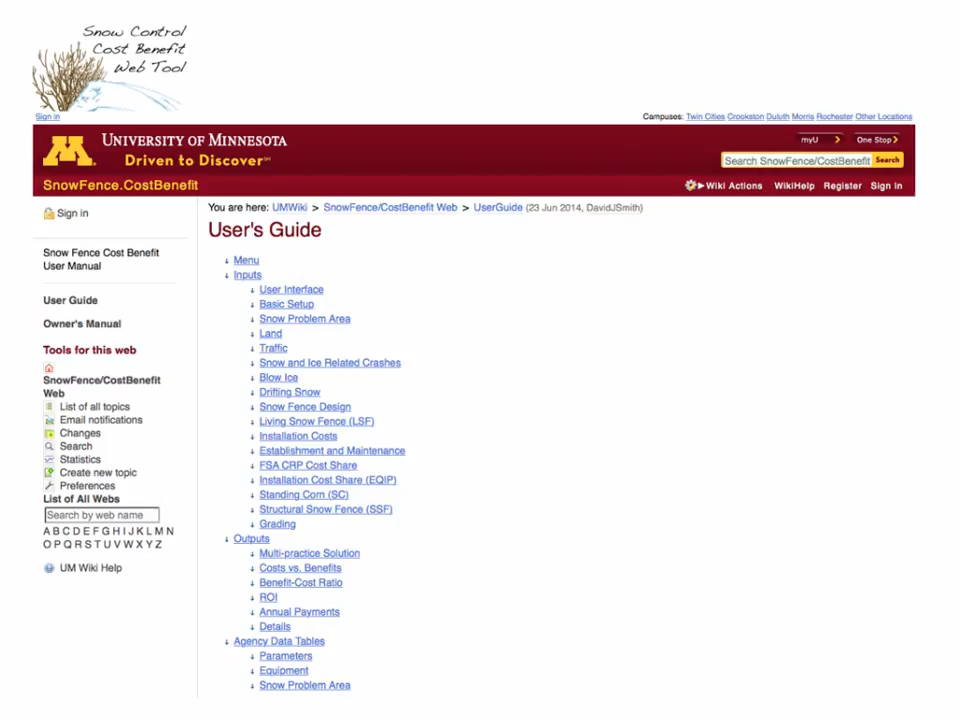 Snow Control
Cost Benefit
Web Tool
Sign in
Campuses: Twin Cities Crookston Duluth Morris Rochester Other Locations
M
UNIVERSITY OF MINNESOTA
Driven to Discover℠
myU
One Stop
Search SnowFence/CostBenefit
Search
SnowFence.CostBenefit
Wiki Actions WikiHelp Register Sign In
Sign in
Snow Fence Cost Benefit
User Manual
User Guide
Owner's Manual
Tools for this web
SnowFence/CostBenefit
Web
List of all topics
Email notifications
Changes
Search
Statistics
Create new topic
Preferences
List of All Webs
Search by web name
A B C D E F G H I J K L M N
O P Q R S T U V W X Y Z
UM Wiki Help
You are here: UMWiki > SnowFence/CostBenefit Web > UserGuide (23 Jun 2014, DavidJSmith)
User's Guide
↓ Menu
↓ Inputs
↓ User Interface
↓ Basic Setup
↓ Snow Problem Area
↓ Land
↓ Traffic
↓ Snow and Ice Related Crashes
↓ Blow Ice
↓ Drifting Snow
↓ Snow Fence Design
↓ Living Snow Fence (LSF)
↓ Installation Costs
↓ Establishment and Maintenance
↓ FSA CRP Cost Share
↓ Installation Cost Share (EQIP)
↓ Standing Corn (SC)
↓ Structural Snow Fence (SSF)
↓ Grading
↓ Outputs
↓ Multi-practice Solution
↓ Costs vs. Benefits
↓ Benefit-Cost Ratio
↓ ROI
↓ Annual Payments
↓ Details
↓ Agency Data Tables
↓ Parameters
↓ Equipment
↓ Snow Problem Area